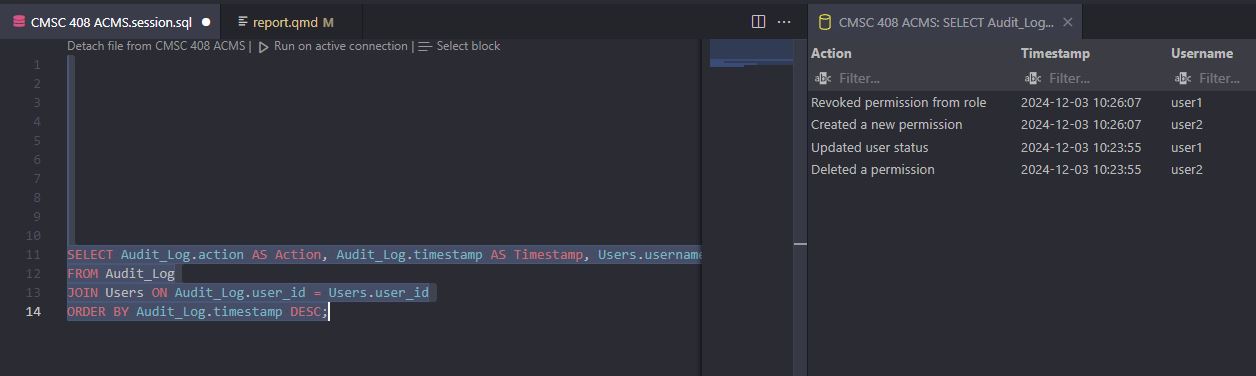 CMSC 408 ACMS.session.sql
report.qmd M
Detach file from CMSC 408 ACMS | Run on active connection | Select block
1
2
3
4
5
6
7
8
9
10
11 SELECT Audit_Log.action AS Action, Audit_Log.timestamp AS Timestamp, Users.username
12 FROM Audit_Log
13 JOIN Users ON Audit_Log.user_id = Users.user_id
14 ORDER BY Audit_Log.timestamp DESC;
CMSC 408 ACMS: SELECT Audit_Log...
Action Timestamp Username
abc Filter... abc Filter... abc Filter...
Revoked permission from role 2024-12-03 10:26:07 user1
Created a new permission 2024-12-03 10:26:07 user2
Updated user status 2024-12-03 10:23:55 user1
Deleted a permission 2024-12-03 10:23:55 user2